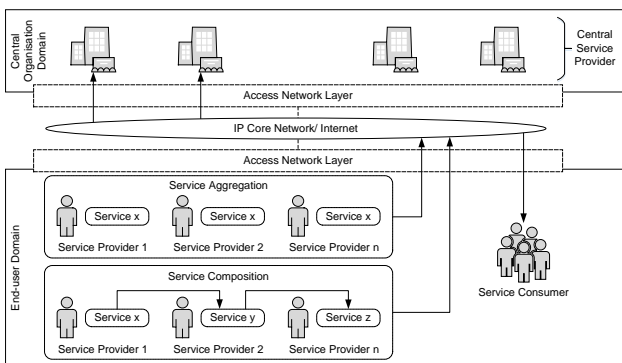 Central
Organisation
Domain
Central
Service
Provider
Access Network Layer
IP Core Network/ Internet
Access Network Layer
End-user Domain
Service Aggregation
Service x
Service x
Service x
Service Provider 1
Service Provider 2
Service Provider n
Service Composition
Service x
Service y
Service z
Service Provider 1
Service Provider 2
Service Provider n
Service Consumer